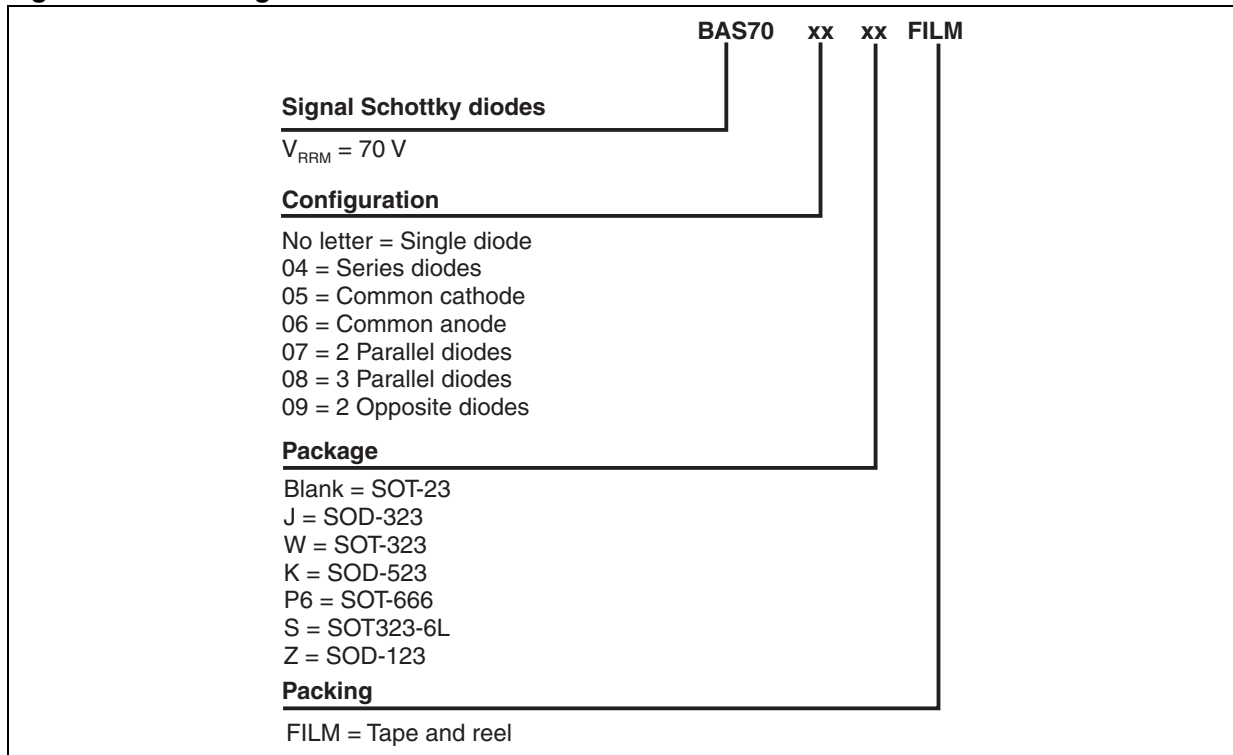 BAS70 xx xx FILM
Signal Schottky diodes
VRRM = 70 V
Configuration
No letter = Single diode
04 = Series diodes
05 = Common cathode
06 = Common anode
07 = 2 Parallel diodes
08 = 3 Parallel diodes
09 = 2 Opposite diodes
Package
Blank = SOT-23
J = SOD-323
W = SOT-323
K = SOD-523
P6 = SOT-666
S = SOT323-6L
Z = SOD-123
Packing
FILM = Tape and reel